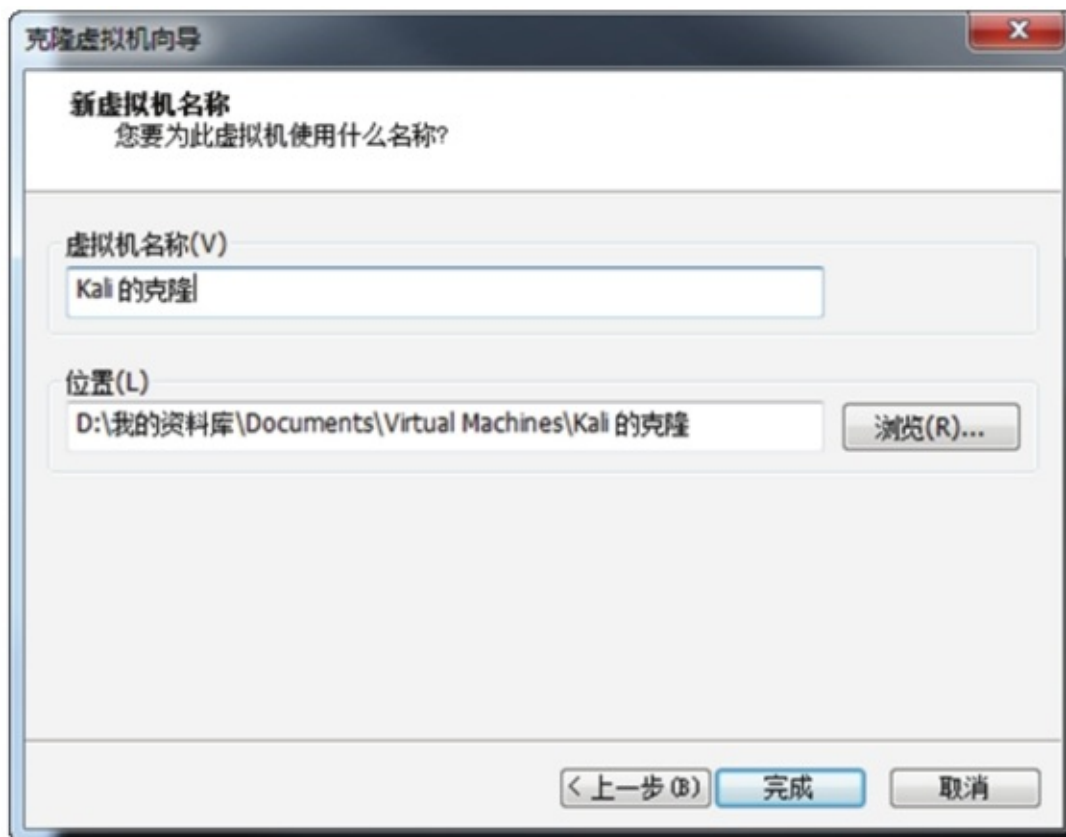 克隆虚拟机向导
新虚拟机名称
您要为此虚拟机使用什么名称?
虚拟机名称(V)
Kali 的克隆
位置(L)
D:\我的资料库\Documents\Virtual Machines\Kali 的克隆
浏览(R)...
< 上一步(B)
完成
取消